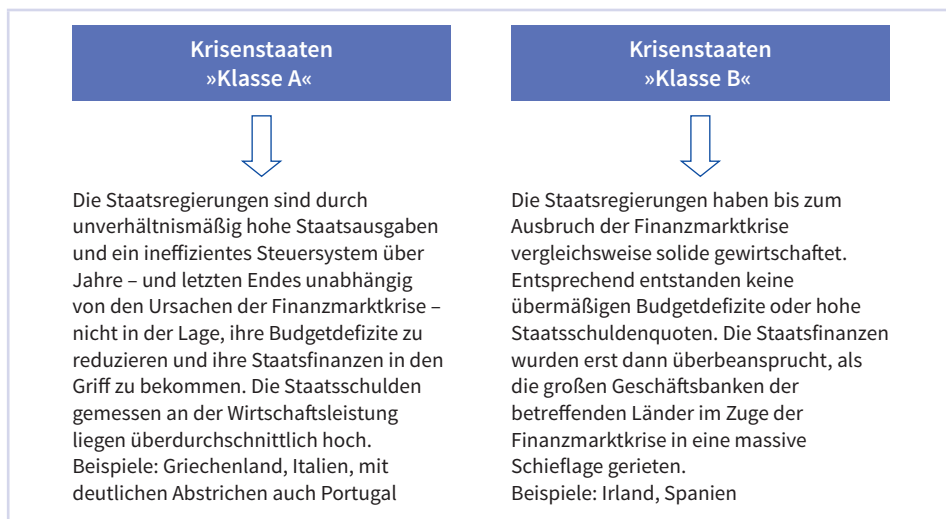 Krisenstaaten
»Klasse A«
Die Staatsregierungen sind durch
unverhältnismäßig hohe Staatsausgaben
und ein ineffizientes Steuersystem über
Jahre – und letzten Endes unabhängig
von den Ursachen der Finanzmarktkrise –
nicht in der Lage, ihre Budgetdefizite zu
reduzieren und ihre Staatsfinanzen in den
Griff zu bekommen. Die Staatsschulden
gemessen an der Wirtschaftsleistung
liegen überdurchschnittlich hoch.
Beispiele: Griechenland, Italien, mit
deutlichen Abstrichen auch Portugal
Krisenstaaten
»Klasse B«
Die Staatsregierungen haben bis zum
Ausbruch der Finanzmarktkrise
vergleichsweise solide gewirtschaftet.
Entsprechend entstanden keine
übermäßigen Budgetdefizite oder hohe
Staatsschuldenquoten. Die Staatsfinanzen
wurden erst dann überbeansprucht, als
die großen Geschäftsbanken der
betreffenden Länder im Zuge der
Finanzmarktkrise in eine massive
Schieflage gerieten.
Beispiele: Irland, Spanien